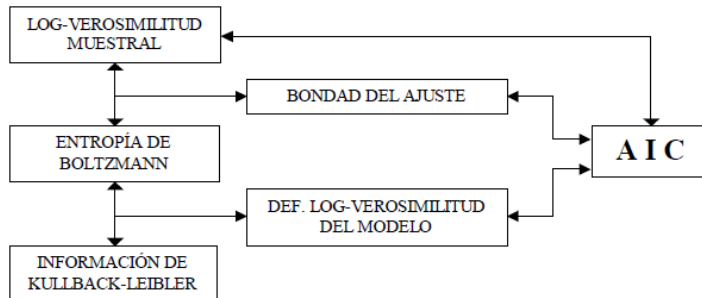 LOG-VEROSIMILITUD
MUESTRAL
BONDAD DEL AJUSTE
ENTROPÍA DE
BOLTZMANN
A I C
DEF. LOG-VEROSIMILITUD
DEL MODELO
INFORMACIÓN DE
KULLBACK-LEIBLER